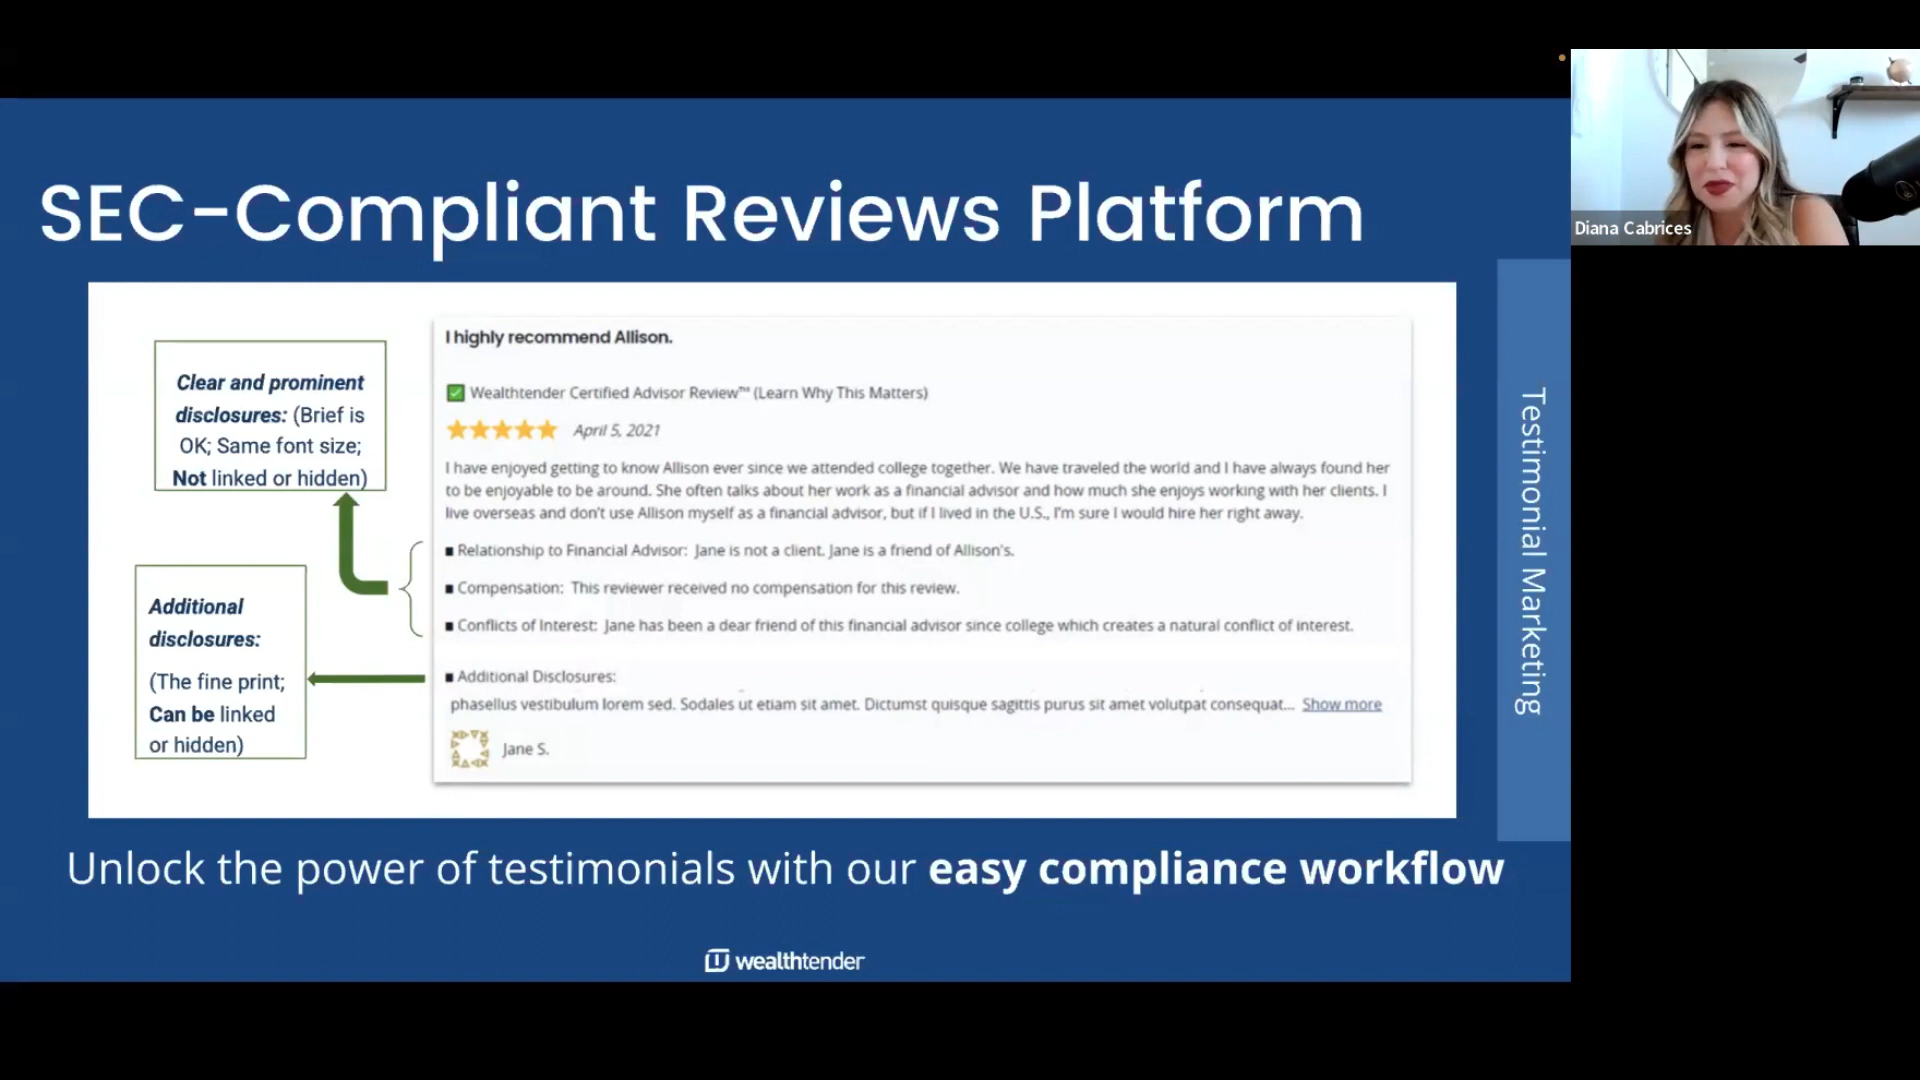 SEC-Compliant Reviews Platform
Diana Cabrices
Clear and prominent
disclosures: (Brief is
OK; Same font size;
Not linked or hidden)
Additional
disclosures:
(The fine print;
Can be linked
or hidden)
I highly recommend Allison.
✅ Wealthtender Certified Advisor Review™ (Learn Why This Matters)
April 5, 2021
I have enjoyed getting to know Allison ever since we attended college together. We have traveled the world and I have always found her
to be enjoyable to be around. She often talks about her work as a financial advisor and how much she enjoys working with her clients. I
live overseas and don't use Allison myself as a financial advisor, but if I lived in the U.S., I'm sure I would hire her right away.
■ Relationship to Financial Advisor: Jane is not a client. Jane is a friend of Allison's.
■ Compensation: This reviewer received no compensation for this review.
■ Conflicts of Interest: Jane has been a dear friend of this financial advisor since college which creates a natural conflict of interest.
■ Additional Disclosures:
phasellus vestibulum lorem sed. Sodales ut etiam sit amet. Dictumst quisque sagittis purus sit amet volutpat consequat... Show more
Jane S.
Testimonial Marketing
Unlock the power of testimonials with our easy compliance workflow
wealthtender